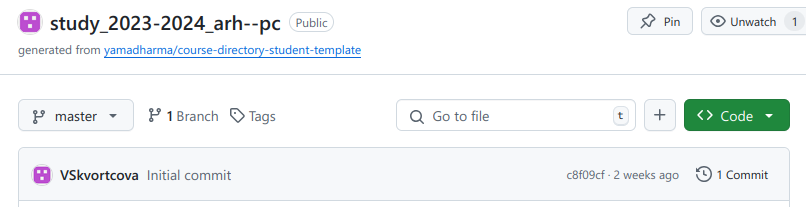 study_2023-2024_arh--pc Public Pin Unwatch 1
generated from yamadharma/course-directory-student-template
master 1 Branch Tags Go to file t + Code
VSkvortcova Initial commit c8f09cf · 2 weeks ago 1 Commit